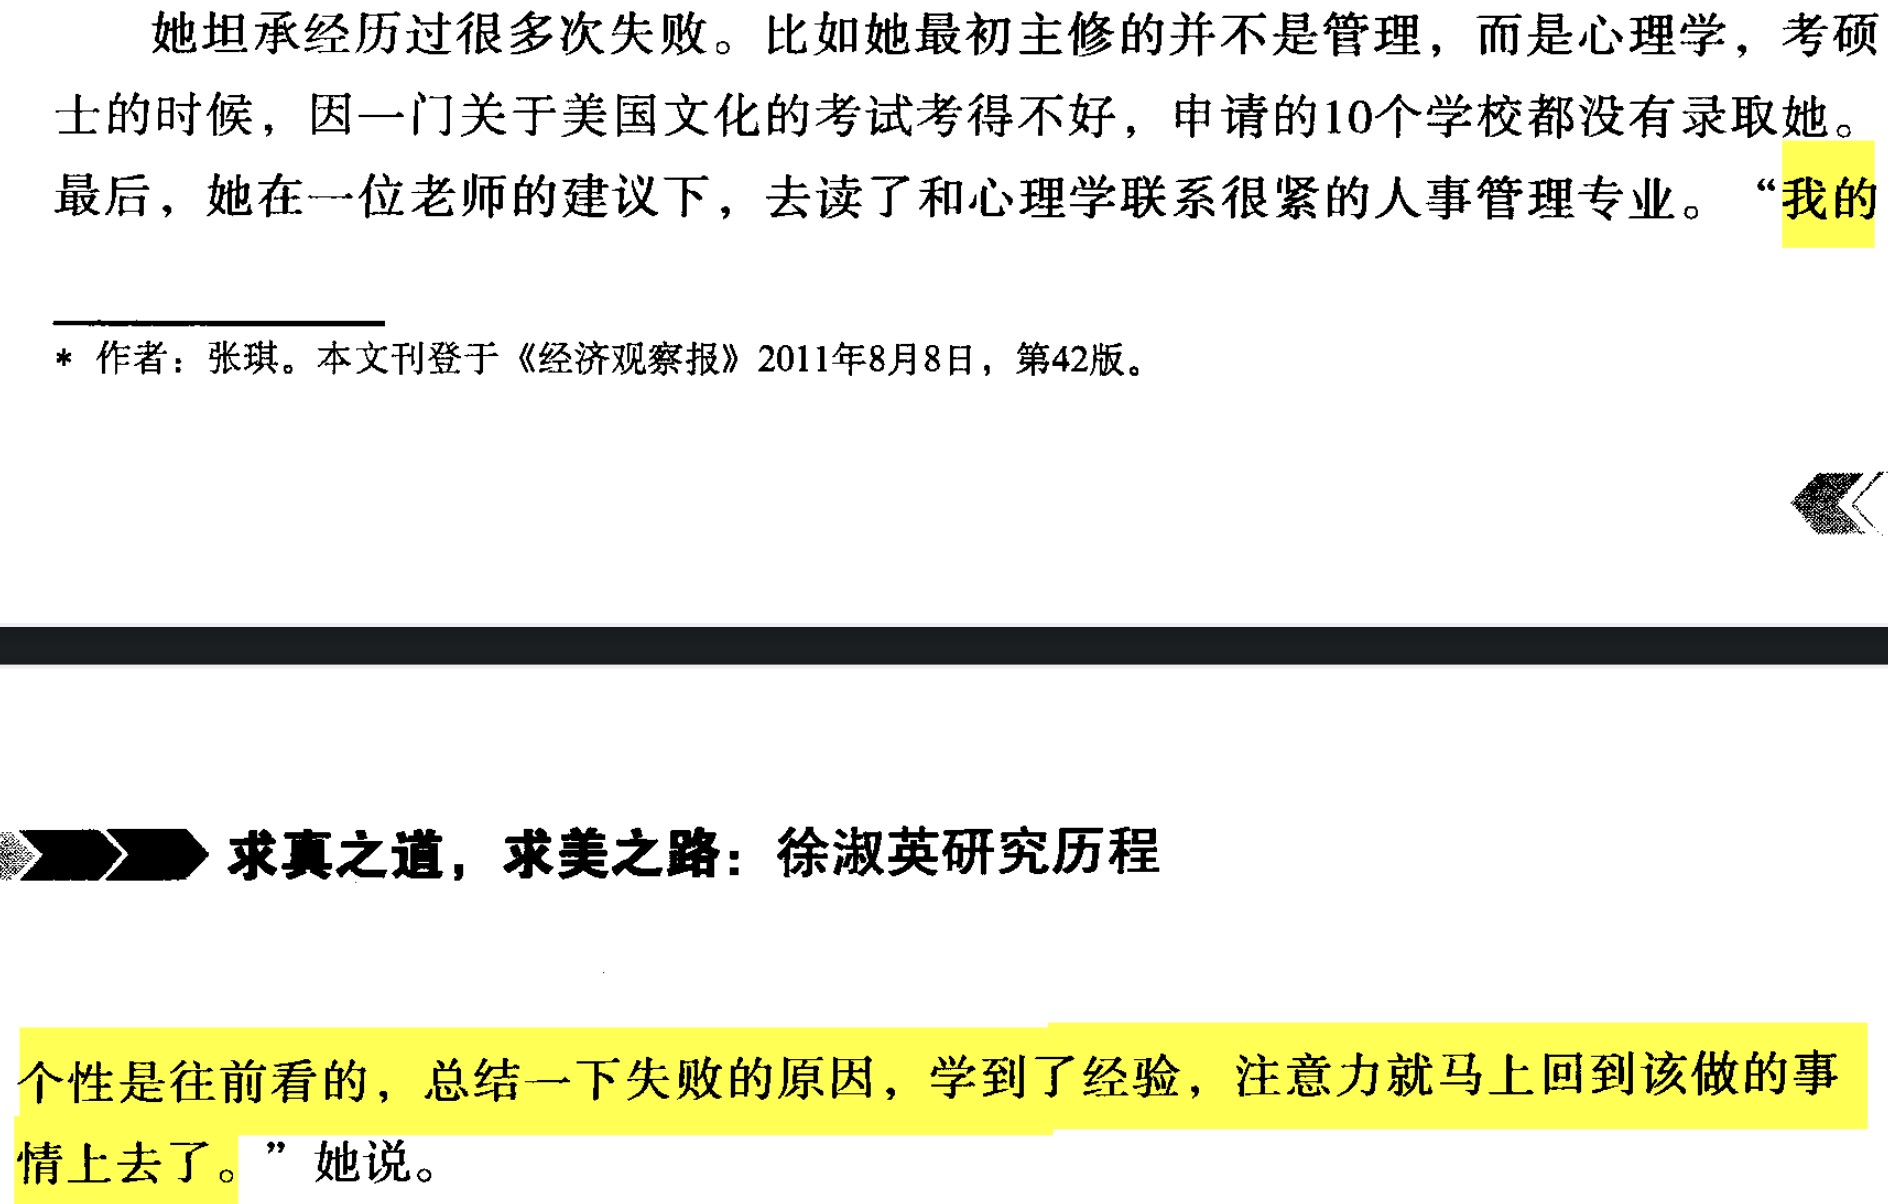 她坦承经历过很多次失败。比如她最初主修的并不是管理，而是心理学，考硕
士的时候，因一门关于美国文化的考试考得不好，申请的10个学校都没有录取她。
最后，她在一位老师的建议下，去读了和心理学联系很紧的人事管理专业。“我的
* 作者：张琪。本文刊登于《经济观察报》2011年8月8日，第42版。
求真之道，求美之路：徐淑英研究历程
个性是往前看的，总结一下失败的原因，学到了经验，注意力就马上回到该做的事
情上去了。”她说。